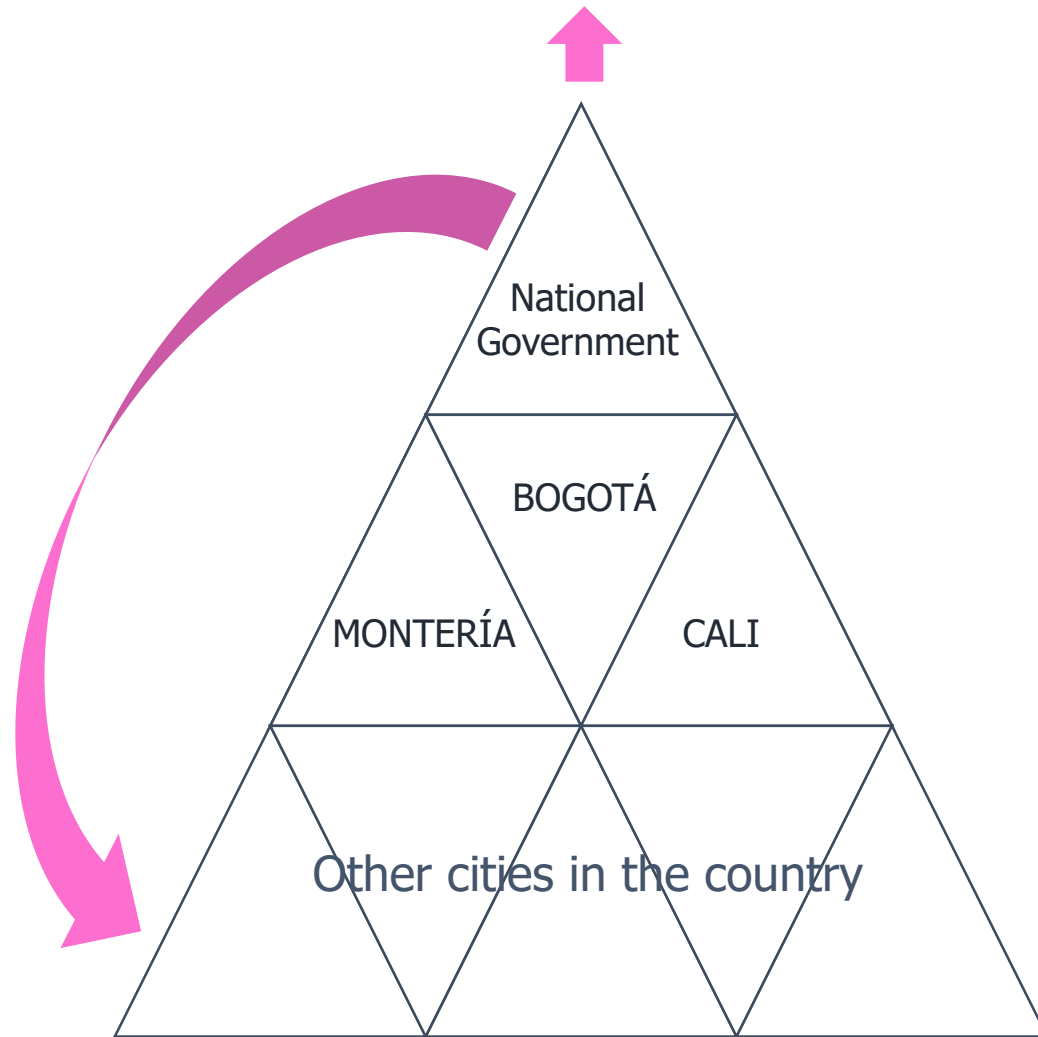 National
Government
BOGOTÁ
MONTERÍA
CALI
Other cities in the country